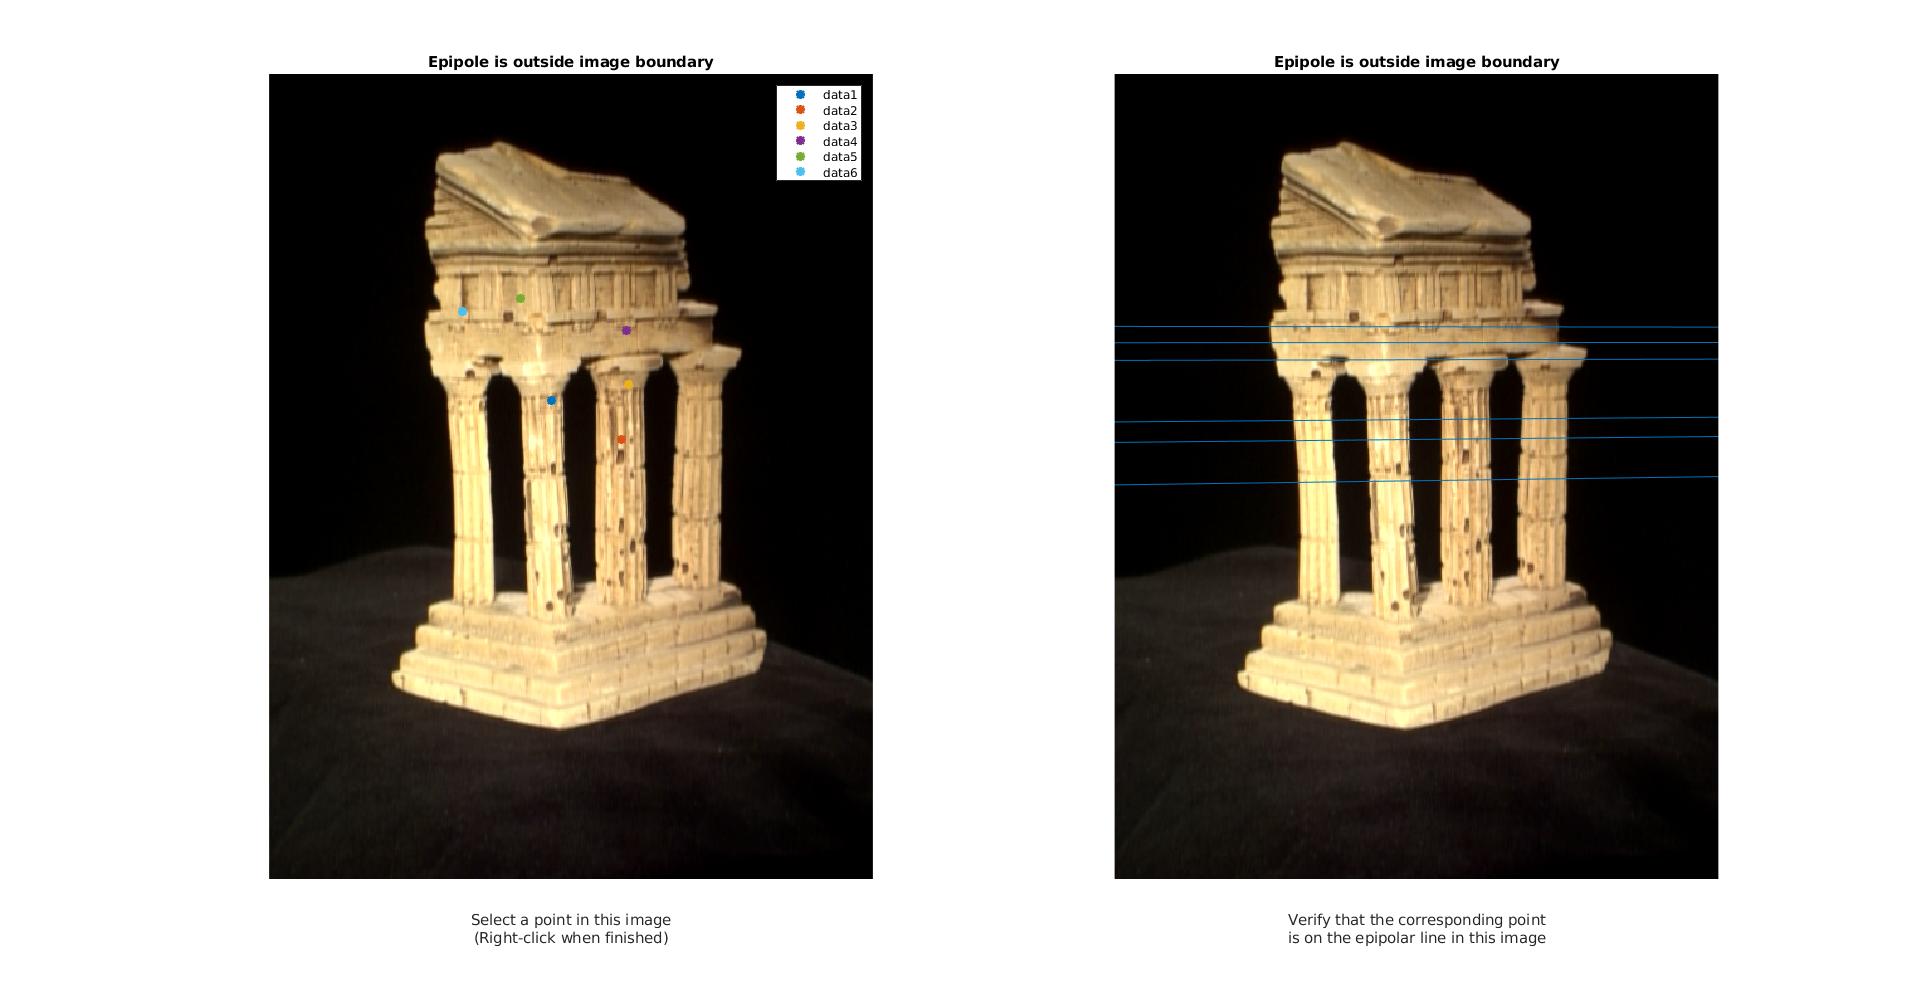 Epipole is outside image boundary
data1
data2
data3
data4
data5
data6
Select a point in this image
(Right-click when finished)
Epipole is outside image boundary
Verify that the corresponding point
is on the epipolar line in this image